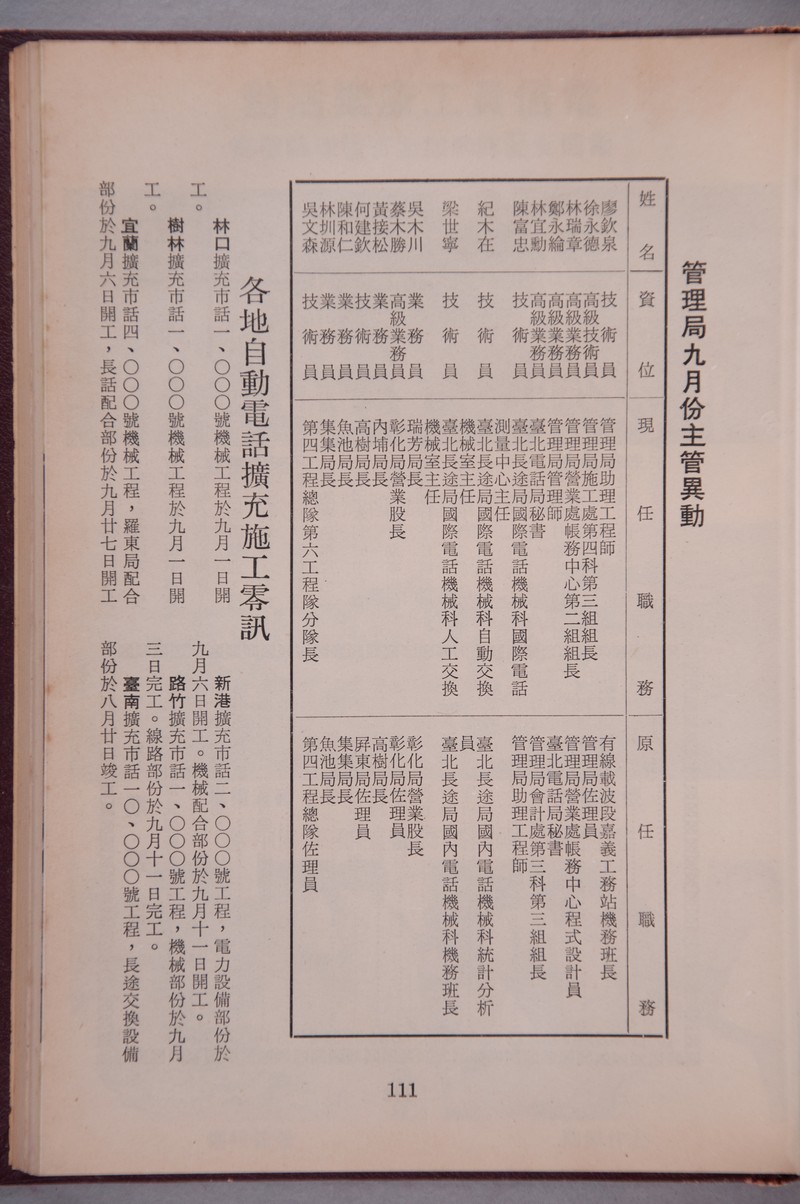 管理局九月份主管異動
姓名 資位 現任職務 原任職務
廖欽泉 技術員 管理局助理工程師 有線載波段嘉義工務站機務班長
徐永德 高級技術員 管理局施工處第四科第三組組長 管理局佐理員
林瑞章 高級業務員 管理局營業處帳務中心第二組組長 管理局營業處帳務中心程式設計員
鄭永綸 高級業務員 管理局管理師 臺北電話局秘書
林宜勳 高級業務員 臺北電話局秘書 管理局會計處第三科第三組組長
陳富忠 技術員 臺北長途局國際電話機械科國際電話 管理局助理工程師
測量中心主任
紀木在 技術員 臺北長途局國際電話機械科自動交換 臺北長途局國內電話機械科統計分析
機械室主任 員
梁世寧 技術員 臺北長途局國際電話機械科人工交換 臺北長途局國內電話機械科機務班長
機械室主任
吳木川 業務員 瑞芳局長 彰化局營業股長
蔡木勝 高級業務員 彰化局營業股長 彰化局佐理員
黃接松 業務員 內埔局長 高樹局長
何建欽 技術員 高樹局長 屏東局佐理員
陳和仁 業務員 魚池局長 集集局長
林圳源 業務員 集集局長 魚池局長
吳文森 技術員 第四工程總隊第六工程隊分隊長 第四工程總隊佐理員
各地自動電話擴充施工零訊
林口擴充市話一、○○○號機械工程於九月一日開
工。
樹林擴充市話一、○○○號機械工程於九月一日開
工。
宜蘭擴充市話四、○○○號機械工程，羅東局配合
部份於九月六日開工，長話配合部份於九月廿七日開工
新港擴充市話二、○○○號工程，電力設備部份於
九月六日開工。機械配合部份於九月十一日開工。
路竹擴充市話一、○○○號工程，機械部份於九月
三日完工。線路部份於九月十一日完工。
臺南擴充市話一○、○○○號工程，長途交換設備
部份於八月廿日竣工。
111